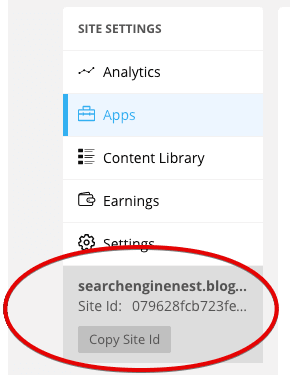 SITE SETTINGS
Analytics
Apps
Content Library
Earnings
Settings
searchenginenest.blog...
Site Id: 079628fcb723fe...
Copy Site Id